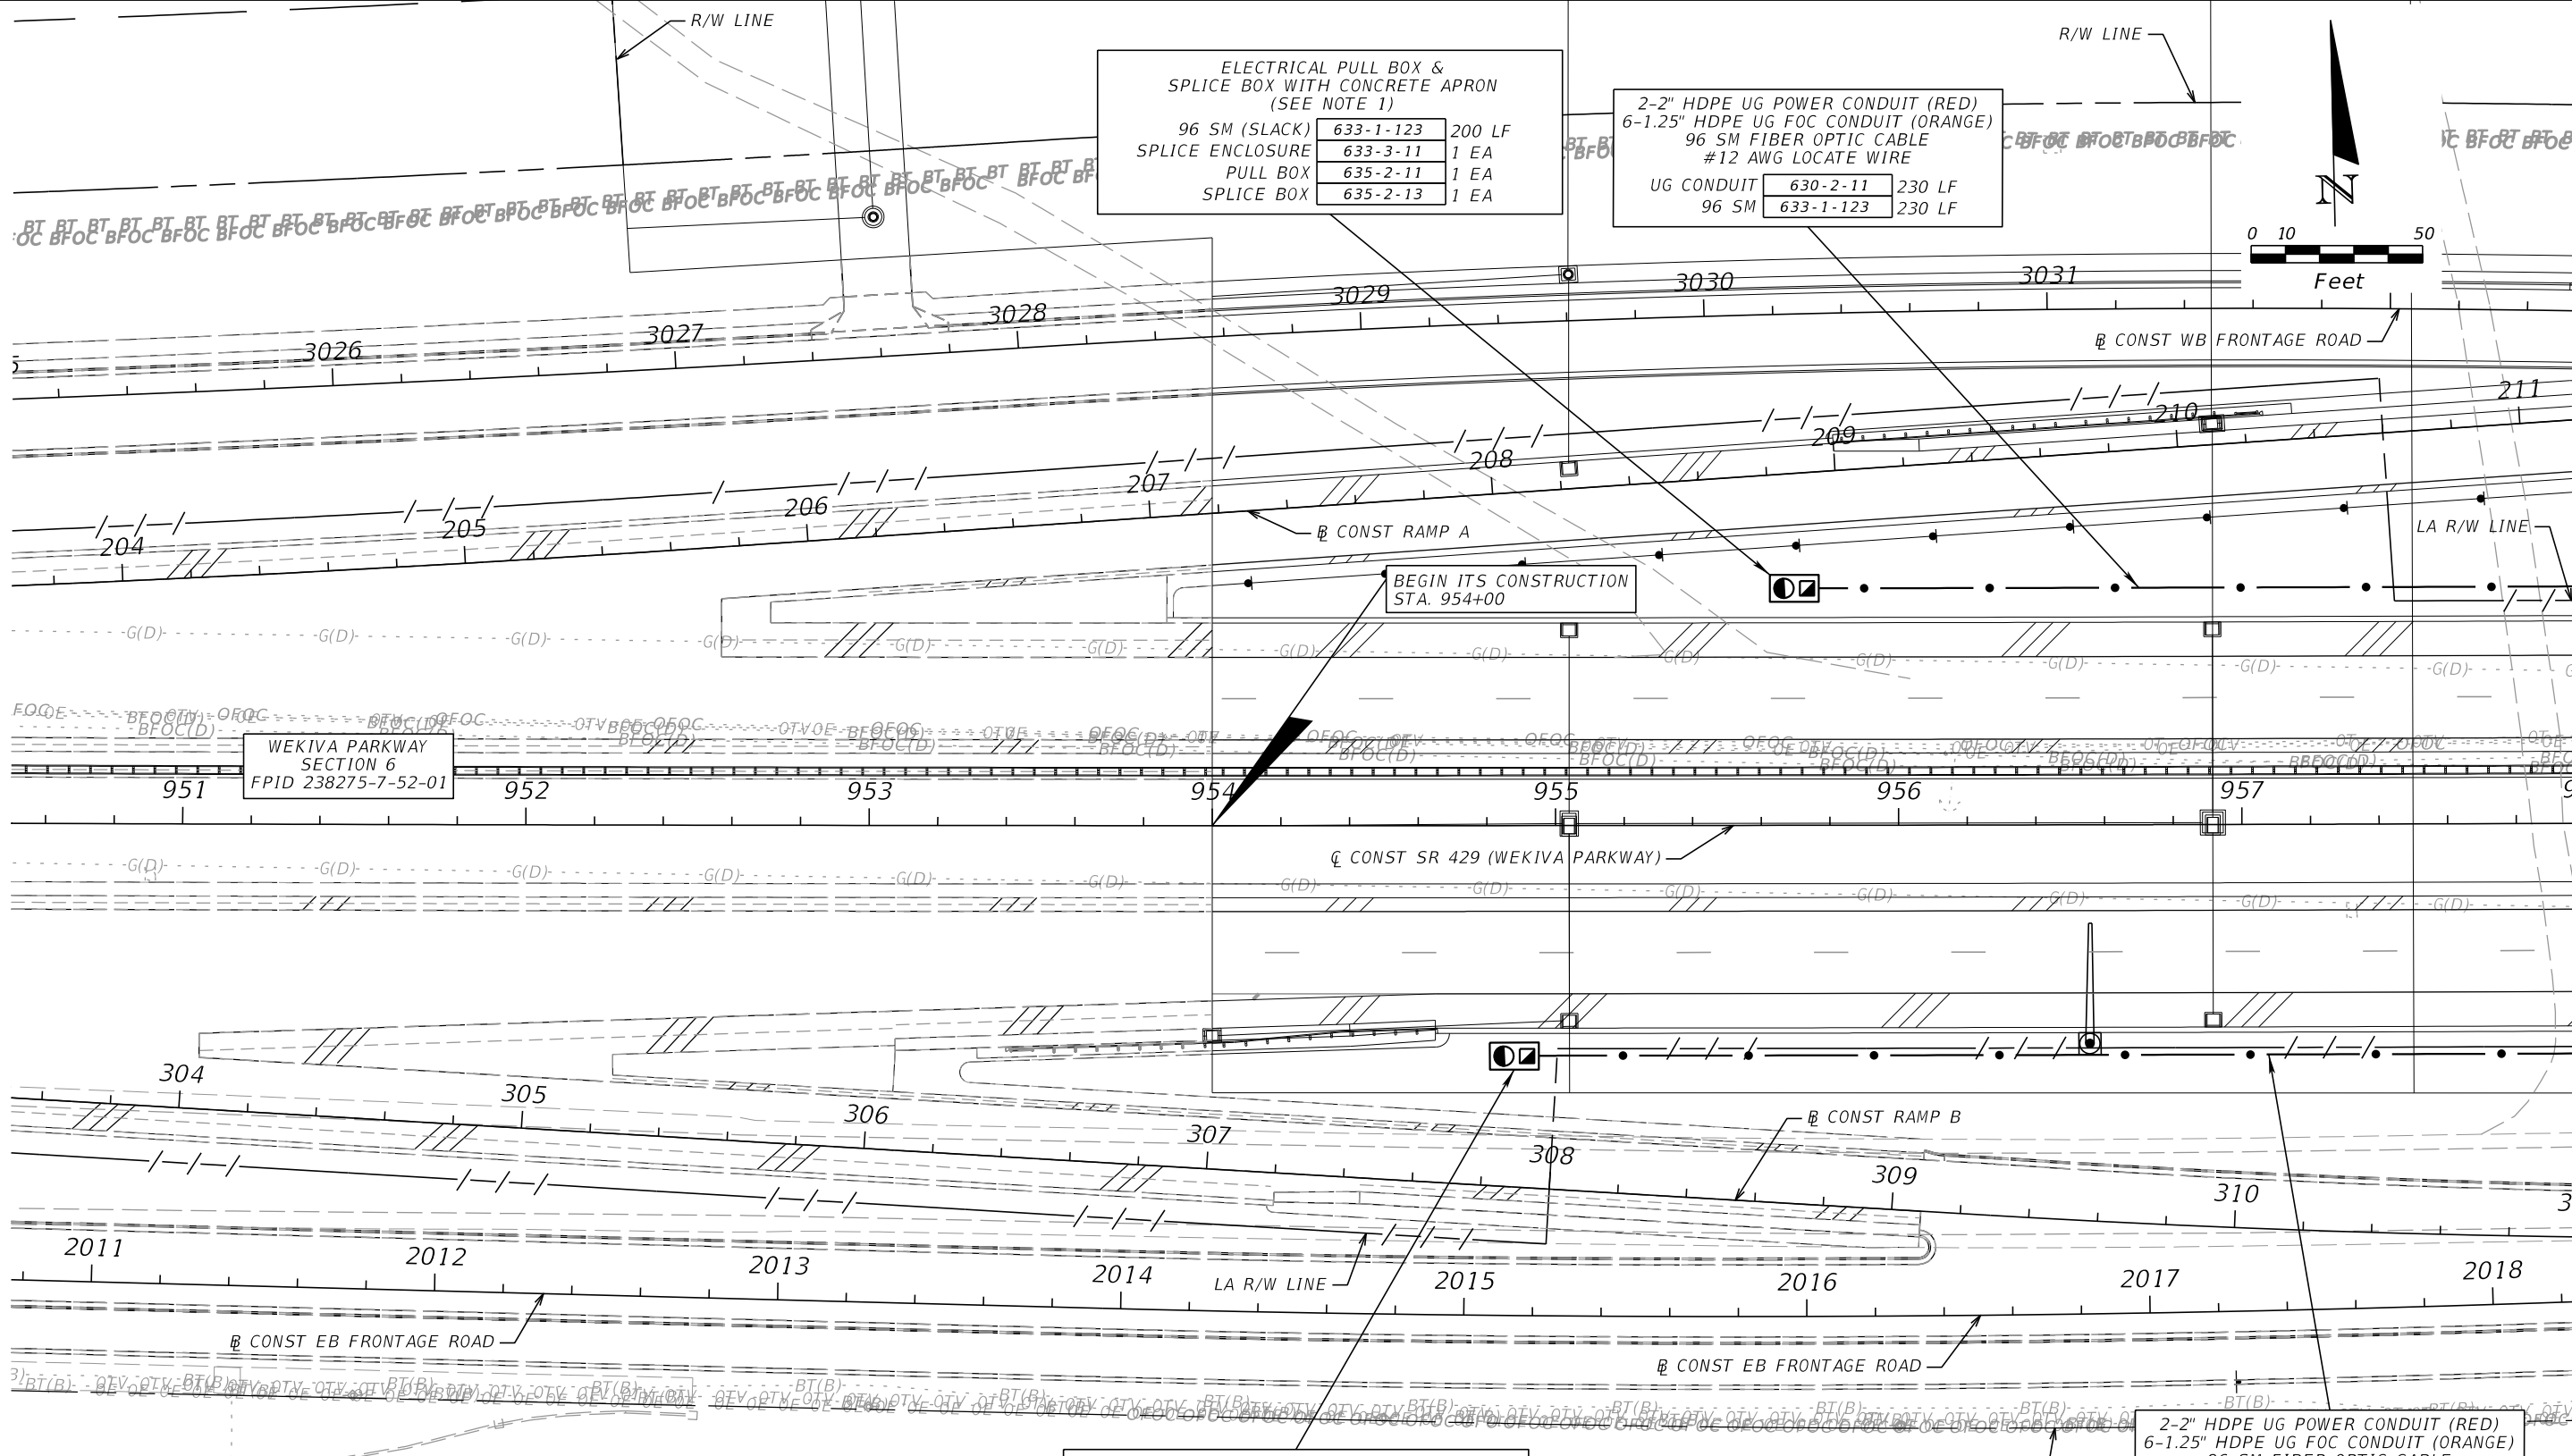 R/W LINE
R/W LINE
ELECTRICAL PULL BOX &
SPLICE BOX WITH CONCRETE APRON
(SEE NOTE 1)
96 SM (SLACK) 633-1-123 200 LF
SPLICE ENCLOSURE 633-3-11 1 EA
PULL BOX 635-2-11 1 EA
SPLICE BOX 635-2-13 1 EA
2-2" HDPE UG POWER CONDUIT (RED)
6-1.25" HDPE UG FOC CONDUIT (ORANGE)
96 SM FIBER OPTIC CABLE
#12 AWG LOCATE WIRE
UG CONDUIT 630-2-11 230 LF
96 SM 633-1-123 230 LF
N
0 10 50
Feet
3026 3027 3028 3029 3030 3031
℄ CONST WB FRONTAGE ROAD
204 205 206 207 208 209 210 211
℄ CONST RAMP A
LA R/W LINE
BEGIN ITS CONSTRUCTION
STA. 954+00
G(D) G(D) G(D) G(D) G(D) G(D) G(D) G(D) G(D) G(D) G(D) G(D) G(D)
WEKIVA PARKWAY
SECTION 6
FPID 238275-7-52-01
951 952 953 954 955 956 957
℄ CONST SR 429 (WEKIVA PARKWAY)
G(D) G(D) G(D) G(D) G(D) G(D) G(D) G(D) G(D) G(D) G(D) G(D) G(D)
304 305 306 307 308 309 310
℄ CONST RAMP B
2011 2012 2013 2014 2015 2016 2017 2018
LA R/W LINE
℄ CONST EB FRONTAGE ROAD
℄ CONST EB FRONTAGE ROAD
2-2" HDPE UG POWER CONDUIT (RED)
6-1.25" HDPE UG FOC CONDUIT (ORANGE)